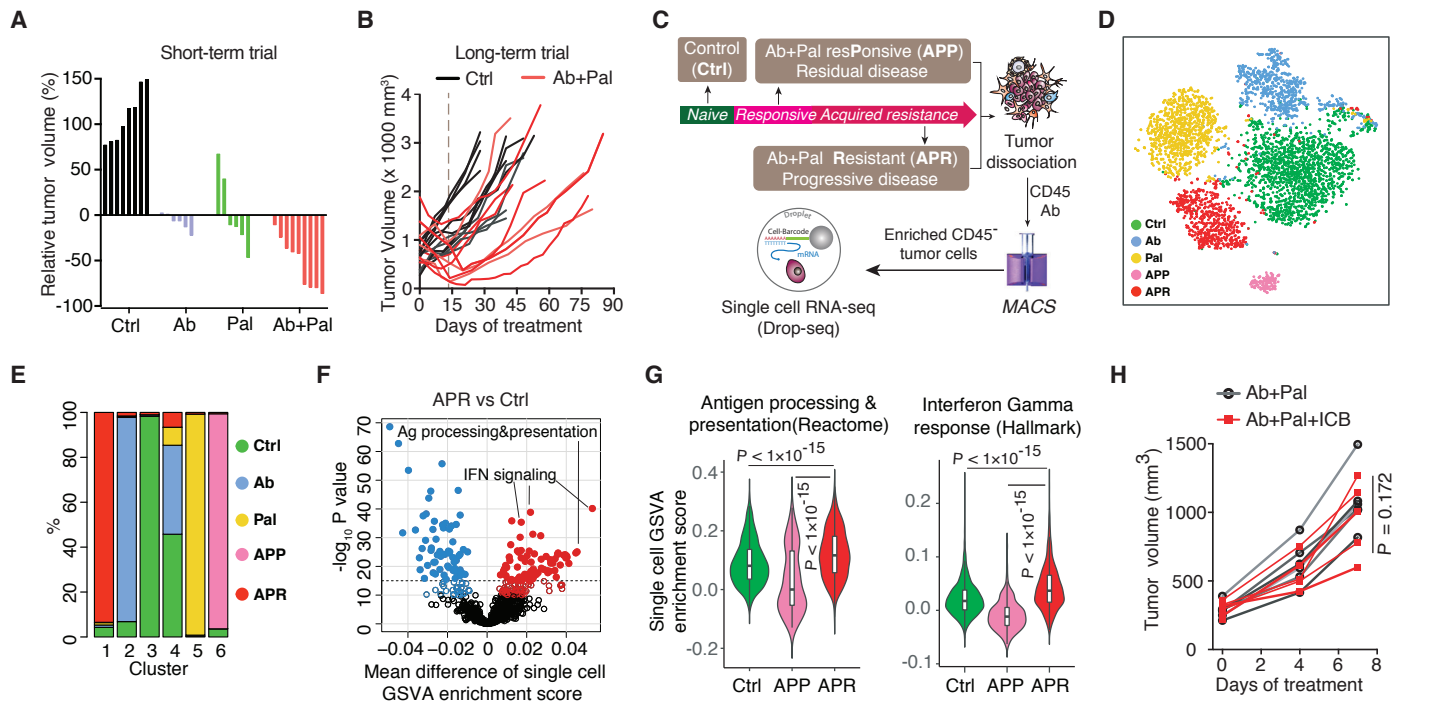 A
Short-term trial
Relative tumor volume (%)
150
100
50
0
-50
-100
Ctrl
Ab
Pal
Ab+Pal
B
Long-term trial
Ctrl
Ab+Pal
Tumor Volume (x 1000 mm³)
4
3
2
1
0
0 15 30 45 60 75 90
Days of treatment
C
Control
(Ctrl)
Ab+Pal resPonsive (APP)
Residual disease
Naive
Responsive
Acquired resistance
Ab+Pal Resistant (APR)
Progressive disease
Tumor
dissociation
CD45
Ab
MACS
Enriched CD45⁻
tumor cells
Droplet
Cell-Barcode
AAAAAA
TTTTTTT
mRNA
Single cell RNA-seq
(Drop-seq)
D
Ctrl
Ab
Pal
APP
APR
E
%
100
80
60
40
20
0
1 2 3 4 5 6
Cluster
Ctrl
Ab
Pal
APP
APR
F
APR vs Ctrl
Ag processing&presentation
IFN signaling
-log₁₀ P value
70
60
50
40
30
20
10
0
−0.04 −0.02 0 0.02 0.04
Mean difference of single cell
GSVA enrichment score
G
Antigen processing &
presentation(Reactome)
P < 1×10⁻¹⁵
P < 1×10⁻¹⁵
Single cell GSVA
enrichment score
0.4
0.2
0.0
-0.2
Ctrl APP APR
Interferon Gamma
response (Hallmark)
P < 1×10⁻¹⁵
P < 1×10⁻¹⁵
0.2
0.1
0.0
-0.1
Ctrl APP APR
H
Ab+Pal
Ab+Pal+ICB
Tumor volume (mm³)
1500
1000
500
0
0 2 4 6 8
Days of treatment
P = 0.172